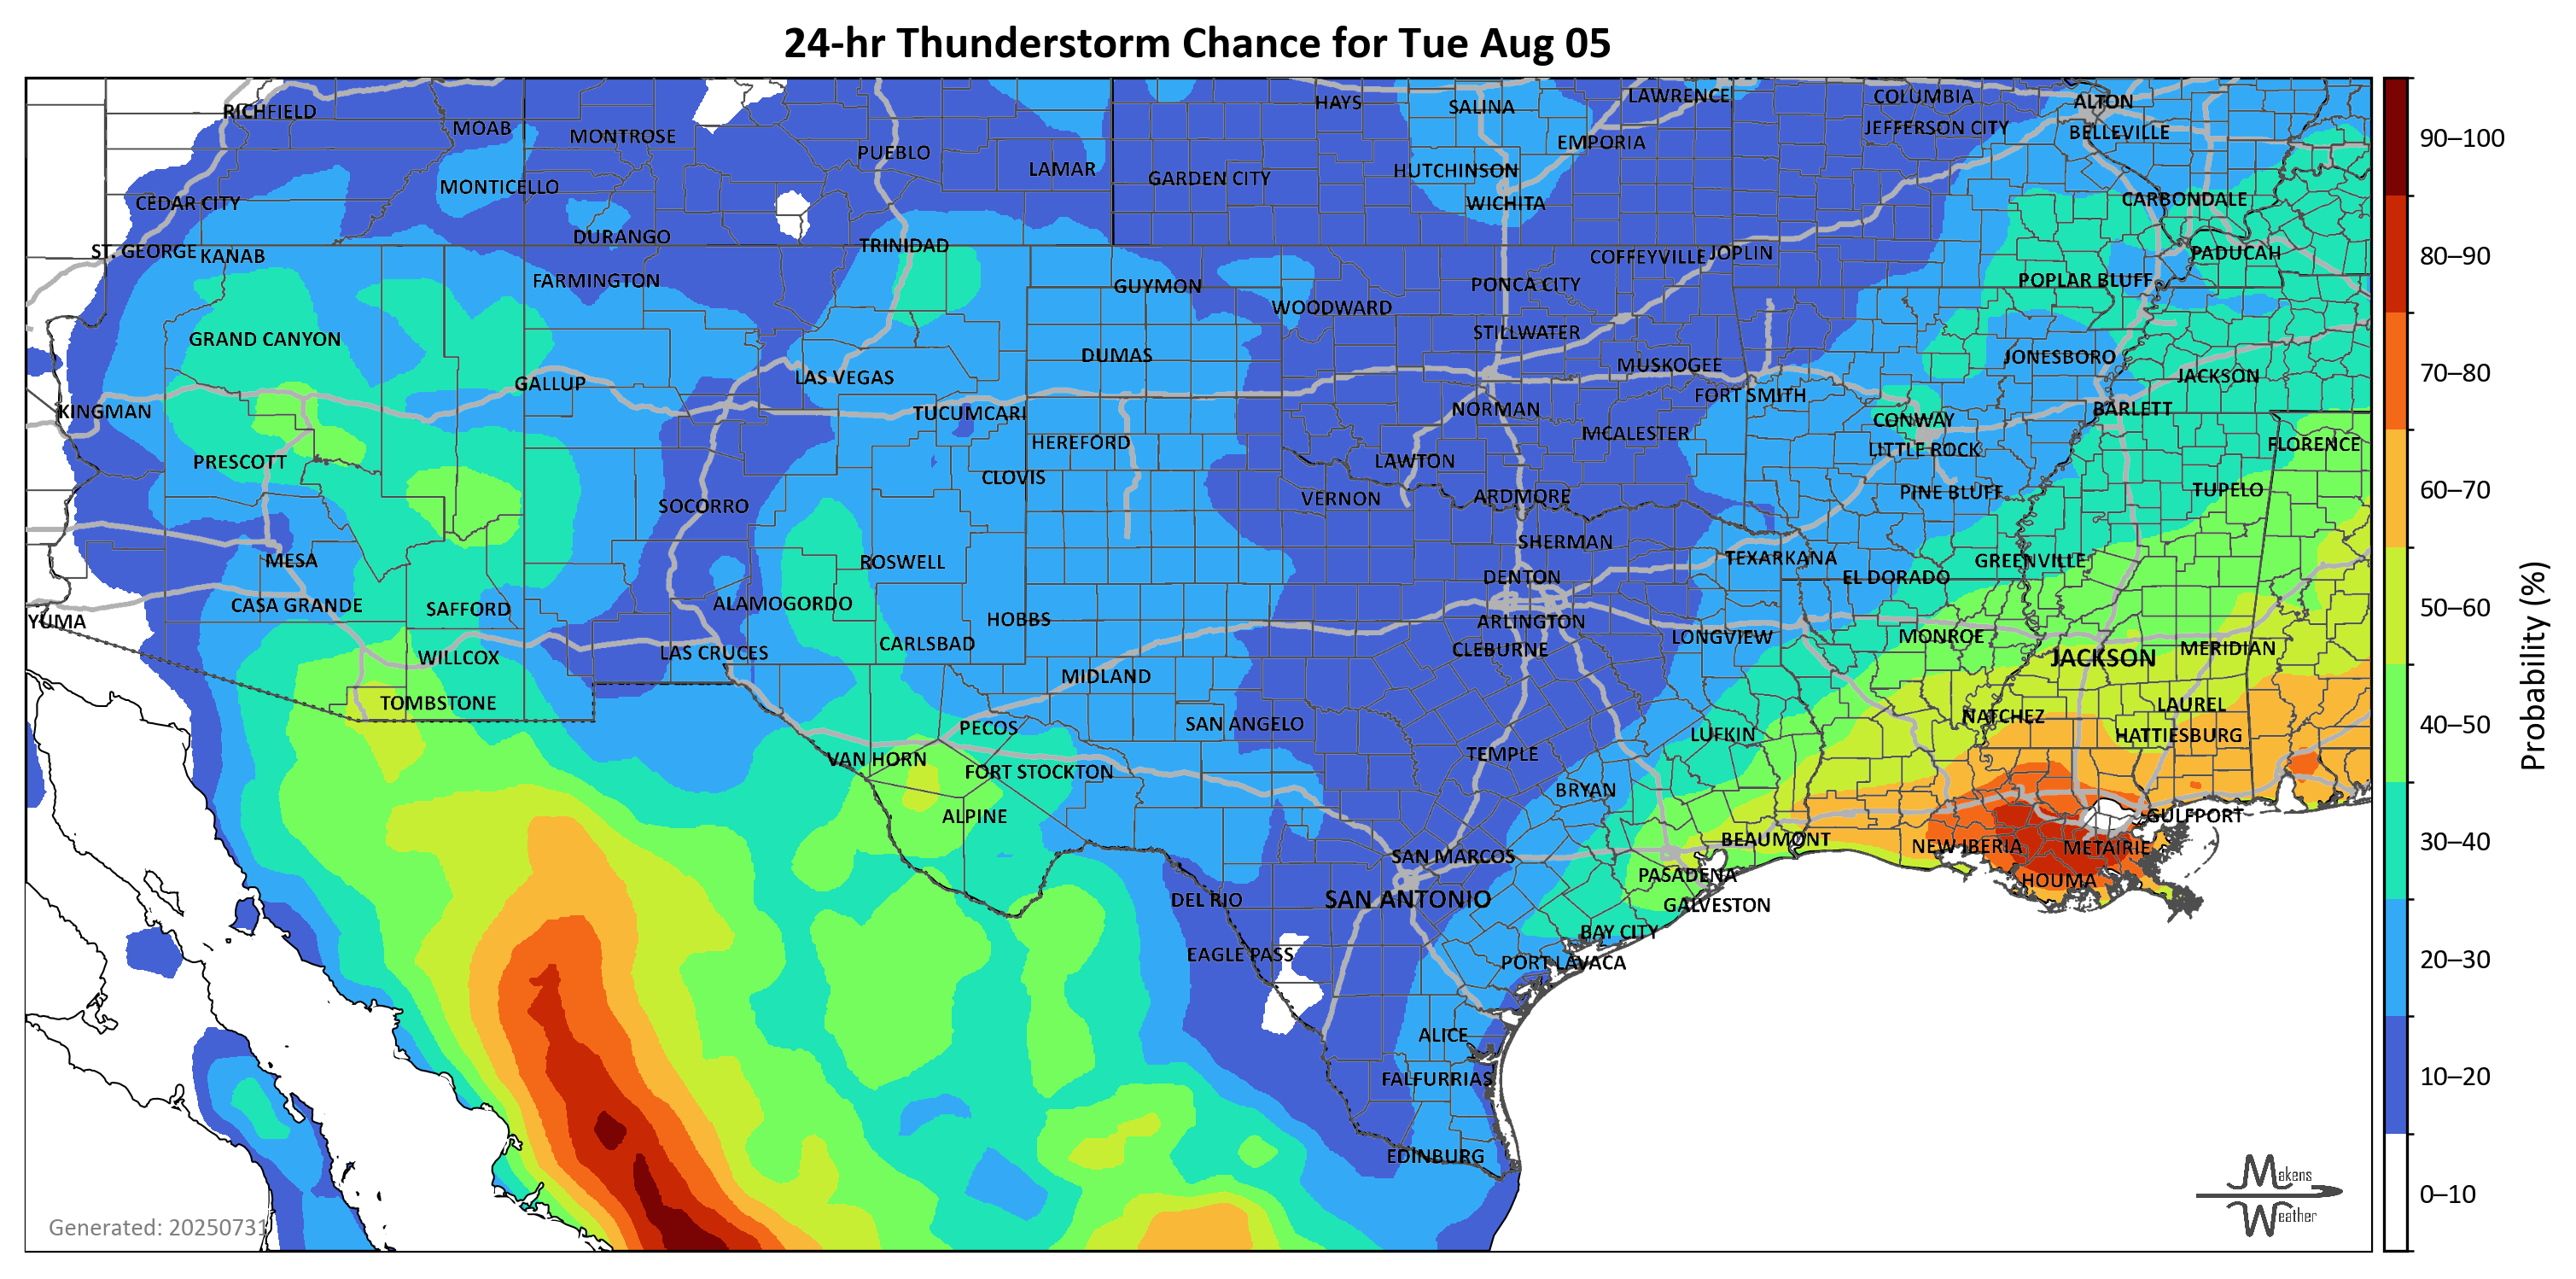 24-hr Thunderstorm Chance for Tue Aug 05
RICHFIELD
MOAB
MONTROSE
PUEBLO
LAMAR
HAYS
SALINA
LAWRENCE
COLUMBIA
ALTON
JEFFERSON CITY
BELLEVILLE
EMPORIA
MONTICELLO
GARDEN CITY
HUTCHINSON
CEDAR CITY
WICHITA
CARBONDALE
DURANGO
TRINIDAD
ST. GEORGE
KANAB
COFFEYVILLE
JOPLIN
PADUCAH
FARMINGTON
GUYMON
PONCA CITY
POPLAR BLUFF
WOODWARD
GRAND CANYON
STILLWATER
DUMAS
JONESBORO
MUSKOGEE
GALLUP
LAS VEGAS
JACKSON
FORT SMITH
KINGMAN
TUCUMCARI
NORMAN
CONWAY
BARLETT
HEREFORD
MCALESTER
LITTLE ROCK
FLORENCE
PRESCOTT
CLOVIS
LAWTON
SOCORRO
VERNON
ARDMORE
PINE BLUFF
TUPELO
MESA
ROSWELL
SHERMAN
TEXARKANA
GREENVILLE
DENTON
EL DORADO
CASA GRANDE
SAFFORD
ALAMOGORDO
YUMA
HOBBS
ARLINGTON
LONGVIEW
MONROE
WILLCOX
LAS CRUCES
CARLSBAD
CLEBURNE
JACKSON
MERIDIAN
TOMBSTONE
MIDLAND
PECOS
SAN ANGELO
NATCHEZ
LAUREL
LUFKIN
HATTIESBURG
VAN HORN
FORT STOCKTON
TEMPLE
BRYAN
ALPINE
GULFPORT
SAN MARCOS
BEAUMONT
NEW IBERIA
METAIRIE
PASADENA
HOUMA
DEL RIO
SAN ANTONIO
GALVESTON
BAY CITY
EAGLE PASS
PORT LAVACA
ALICE
FALFURRIAS
EDINBURG
Generated: 20250731
Makens
Weather
90–100
80–90
70–80
60–70
50–60
40–50
30–40
20–30
10–20
0–10
Probability (%)